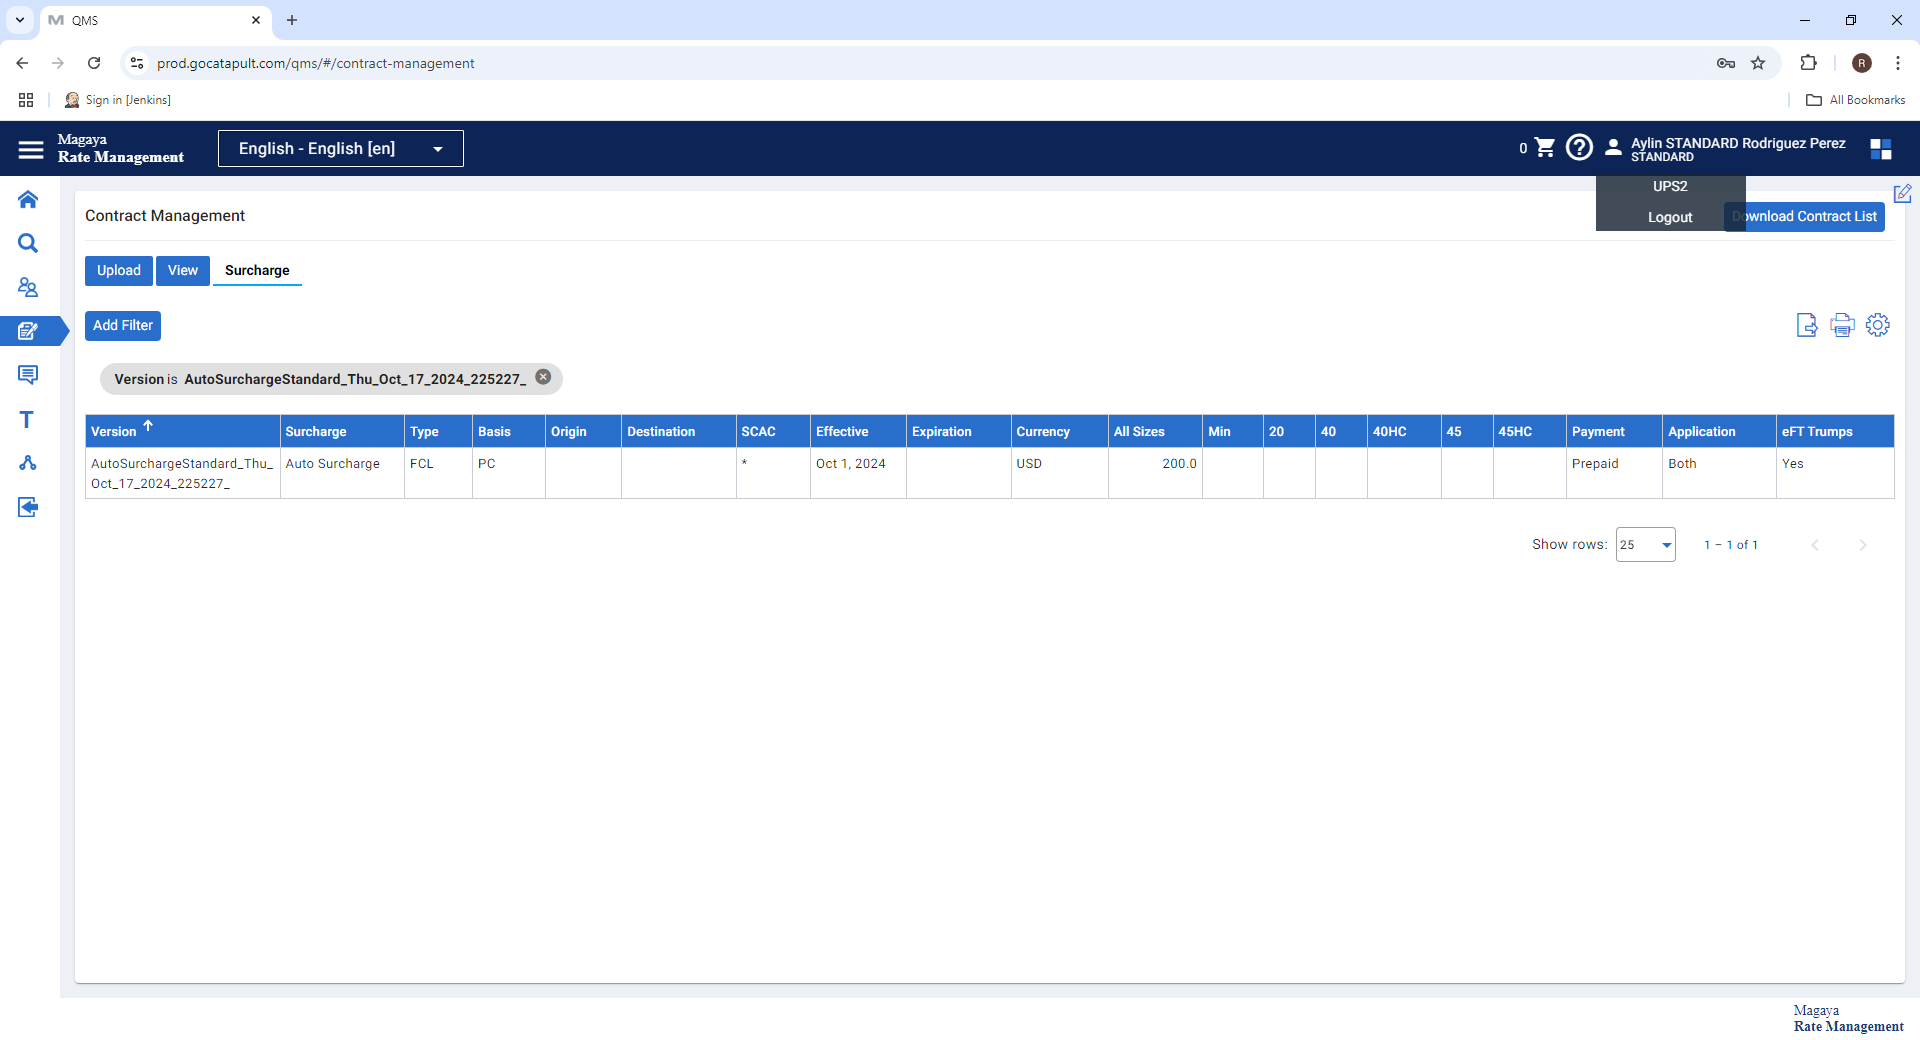 QMS
prod.gocatapult.com/qms/#/contract-management
R
Sign in [Jenkins]
All Bookmarks
Magaya
Rate Management
English - English [en]
0
Aylin STANDARD Rodriguez Perez
STANDARD
UPS2
Logout
Contract Management
Download Contract List
Upload View Surcharge
Add Filter
Version is AutoSurchargeStandard_Thu_Oct_17_2024_225227_
Version Surcharge Type Basis Origin Destination SCAC Effective Expiration Currency All Sizes Min 20 40 40HC 45 45HC Payment Application eFT Trumps
AutoSurchargeStandard_Thu_ Auto Surcharge FCL PC * Oct 1, 2024 USD 200.0 Prepaid Both Yes
Oct_17_2024_225227_
T
Show rows: 25 1 – 1 of 1
Magaya
Rate Management